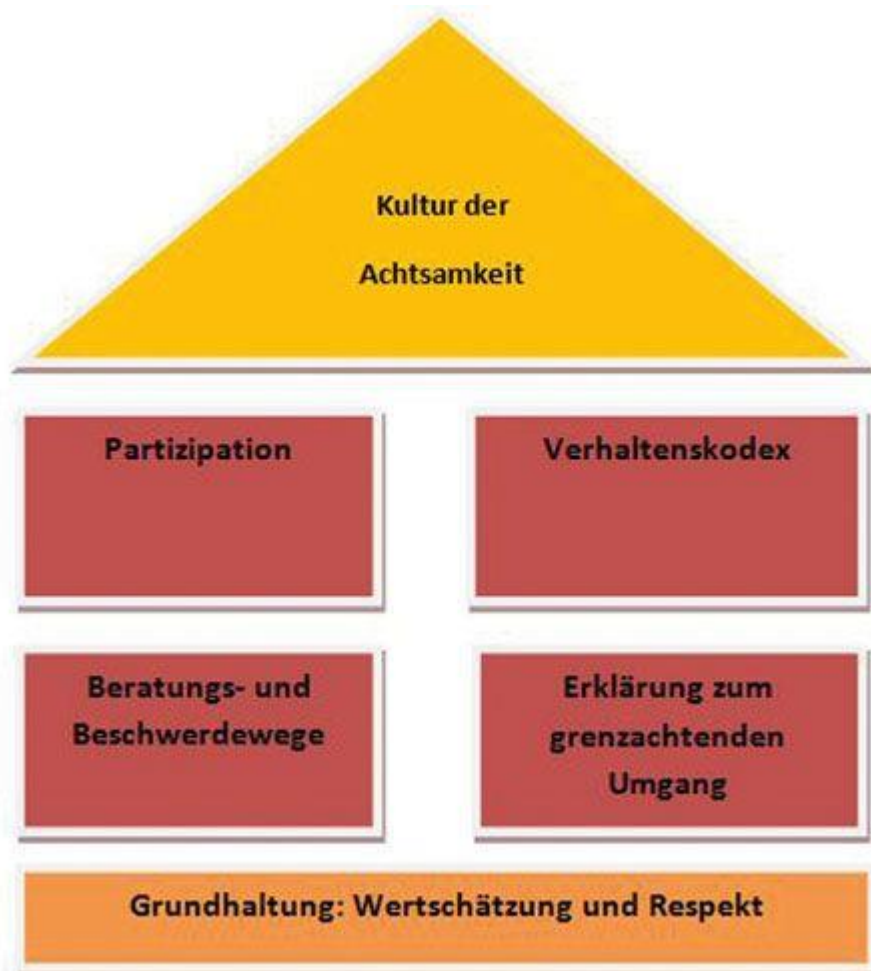 Kultur der
Achtsamkeit
Partizipation
Verhaltenskodex
Beratungs- und
Beschwerdewege
Erklärung zum
grenzachtenden
Umgang
Grundhaltung: Wertschätzung und Respekt